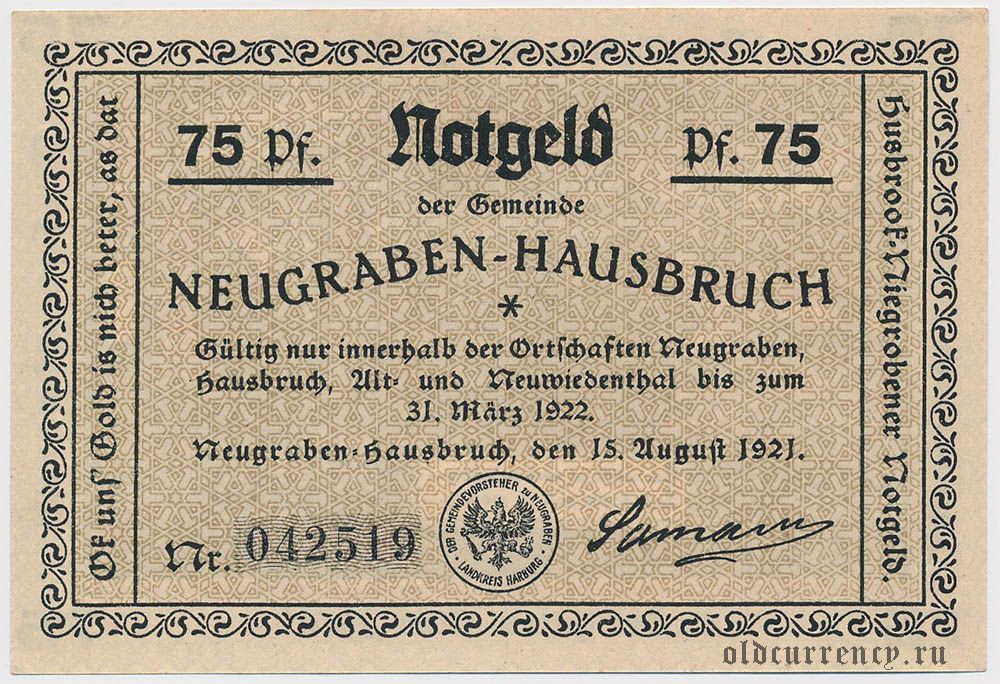 75 Pf. Notgeld Pf. 75
der Gemeinde
NEUGRABEN-HAUSBRUCH
*
Gültig nur innerhalb der Ortschaften Neugraben,
Hausbruch, Alt- und Neuwiedenthal bis zum
31. März 1922.
Neugraben-Hausbruch, den 15. August 1921.
Nr. 042519
DER GEMEINDEVORSTEHER zu NEUGRABEN
LANDKREIS HARBURG
Ok uns' Gold is nich beter, as dat
Husbrook-Niegrobener Notgeld.
oldcurrency.ru